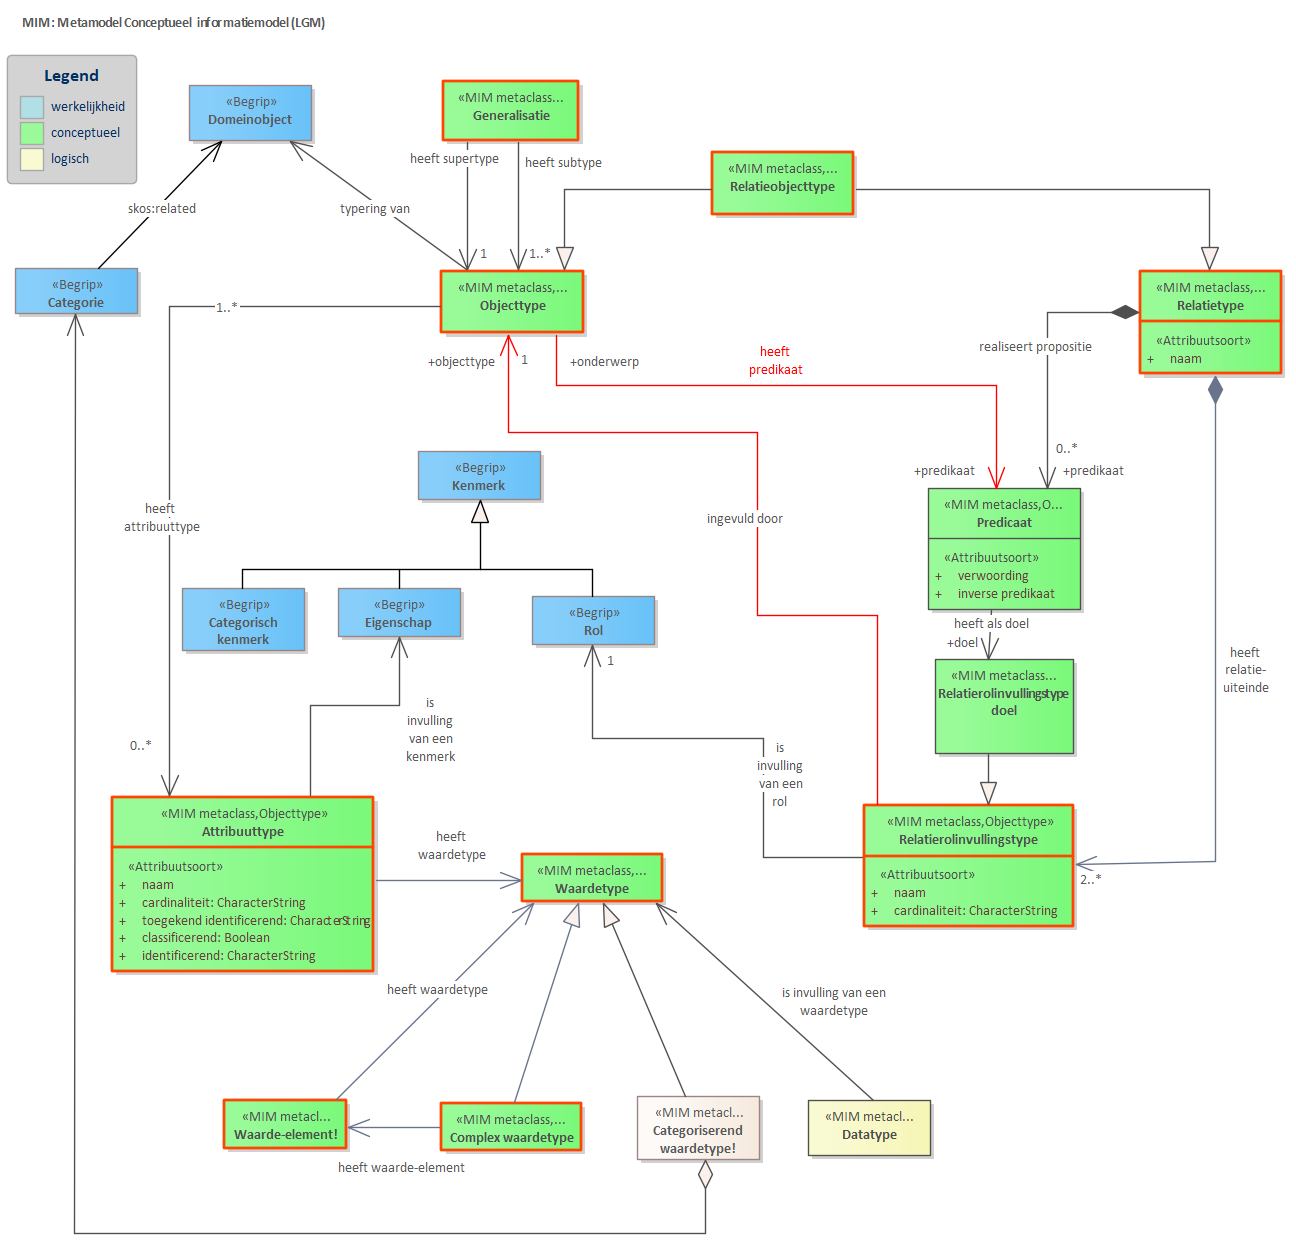 MIM: Metamodel Conceptueel informatiemodel (LGM)
Legend
werkelijkheid
conceptueel
logisch
«Begrip»
Domeinobject
«MIM metaclass...
Generalisatie
heeft supertype
heeft subtype
«MIM metaclass,...
Relatieobjecttype
skos:related
typering van
1
1..*
«Begrip»
Categorie
«MIM metaclass,...
Objecttype
«MIM metaclass,...
Relatietype
«Attribuutsoort»
+ naam
1..*
+objecttype
1
+onderwerp
heeft
predikaat
realiseert propositie
0..*
+predikaat
+predikaat
«Begrip»
Kenmerk
heeft
attribuuttype
ingevuld door
«MIM metaclass,O...
Predicaat
«Attribuutsoort»
+ verwoording
+ inverse predikaat
«Begrip»
Categorisch
kenmerk
«Begrip»
Eigenschap
«Begrip»
Rol
1
heeft als doel
+doel
heeft
relatie-
uiteinde
«MIM metaclass...
Relatierolinvullingstype
doel
is
invulling
van een
kenmerk
0..*
is
invulling
van een
rol
«MIM metaclass,Objecttype»
Attribuuttype
«Attribuutsoort»
+ naam
+ cardinaliteit: CharacterString
+ toegekend identificerend: CharacterString
+ classificerend: Boolean
+ identificerend: CharacterString
heeft
waardetype
«MIM metaclass,...
Waardetype
«MIM metaclass,Objecttype»
Relatierolinvullingstype
«Attribuutsoort»
+ naam
+ cardinaliteit: CharacterString
2..*
heeft waardetype
is invulling van een
waardetype
«MIM metacl...
Waarde-element!
«MIM metaclass,...
Complex waardetype
«MIM metacl...
Categoriserend
waardetype!
«MIM metacl...
Datatype
heeft waarde-element